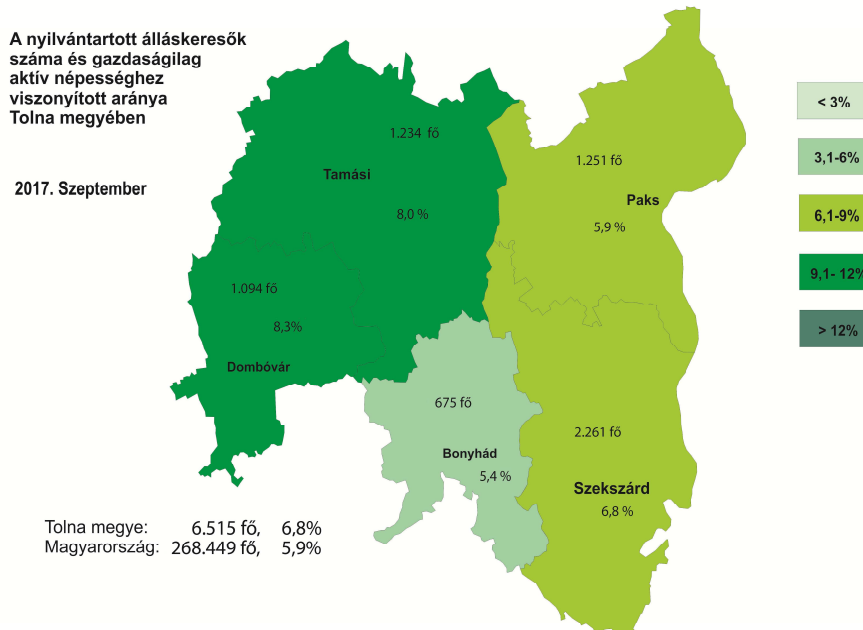 A nyilvántartott álláskeresők
száma és gazdaságilag
aktív népességhez
viszonyított aránya
Tolna megyében
2017. Szeptember
1.234 fő
Tamási
8,0 %
1.251 fő
Paks
5,9 %
1.094 fő
8,3%
Dombóvár
675 fő
Bonyhád
5,4 %
2.261 fő
Szekszárd
6,8 %
< 3%
3,1-6%
6,1-9%
9,1- 12%
> 12%
Tolna megye: 6.515 fő, 6,8%
Magyarország: 268.449 fő, 5,9%